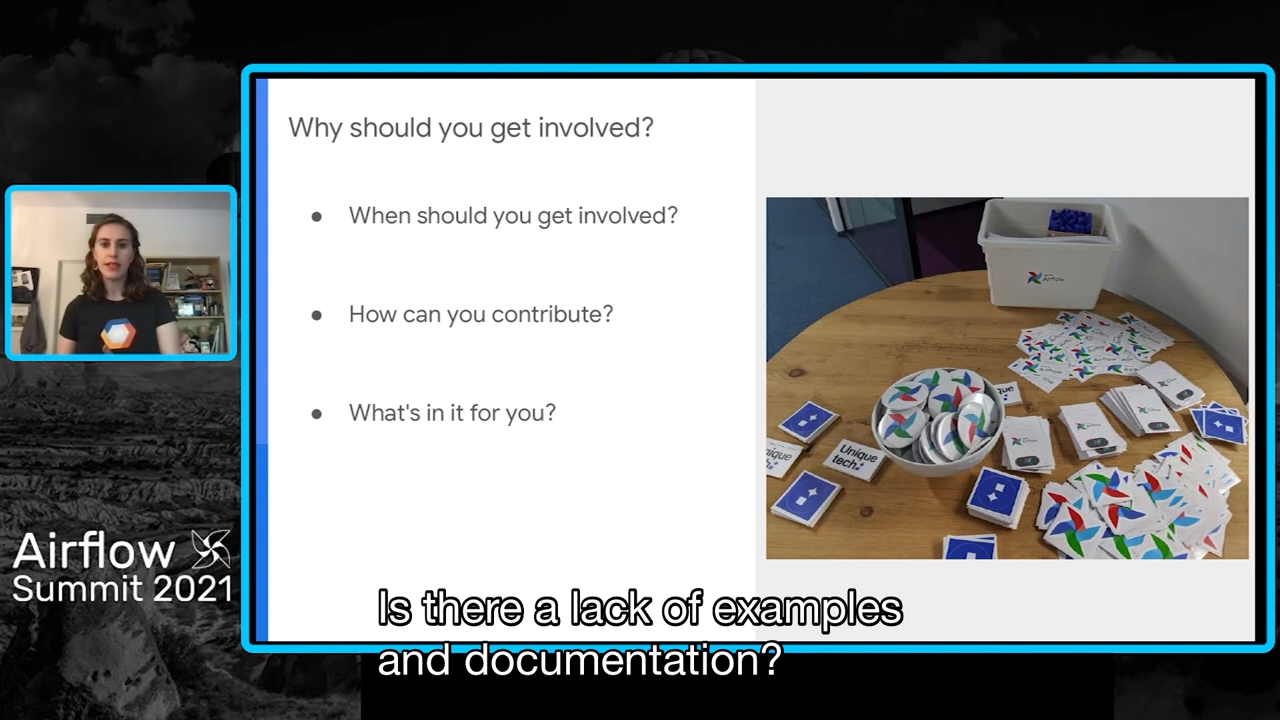 Why should you get involved?
● When should you get involved?
● How can you contribute?
● What's in it for you?
Airflow
Unique
tech
Airflow
Summit 2021
Is there a lack of examples
and documentation?